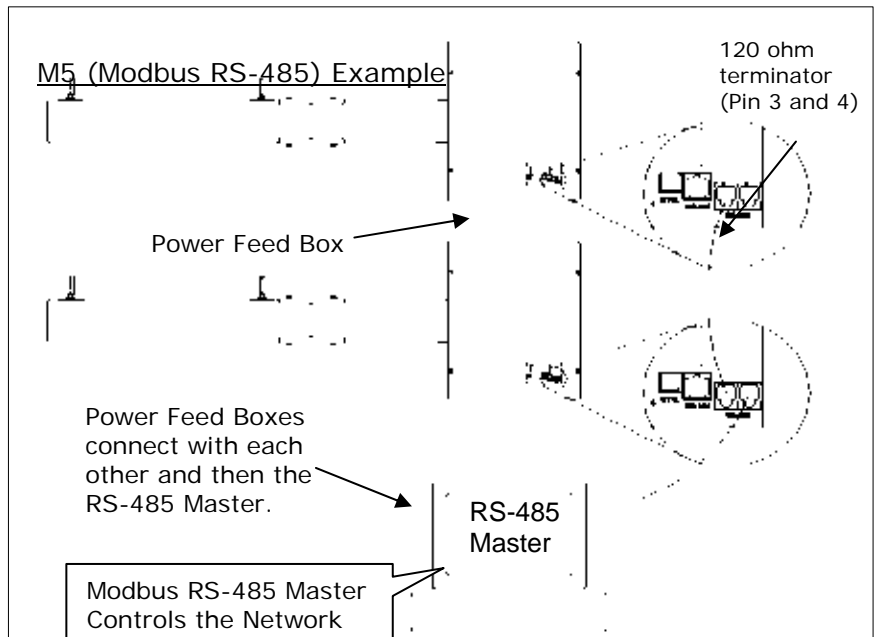 M5 (Modbus RS-485) Example
120 ohm
terminator
(Pin 3 and 4)
Power Feed Box
Power Feed Boxes
connect with each
other and then the
RS-485 Master.
RS-485
Master
Modbus RS-485 Master
Controls the Network